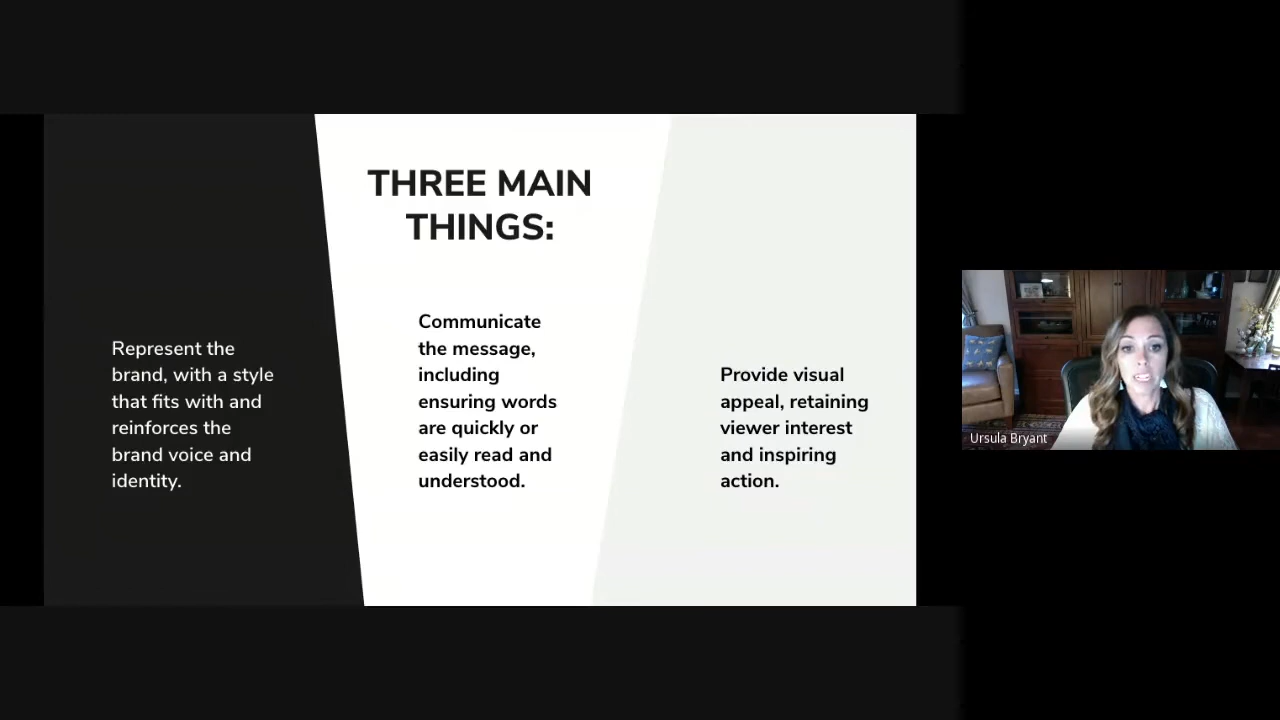 THREE MAIN
THINGS:
Represent the
brand, with a style
that fits with and
reinforces the
brand voice and
identity.
Communicate
the message,
including
ensuring words
are quickly or
easily read and
understood.
Provide visual
appeal, retaining
viewer interest
and inspiring
action.
Ursula Bryant